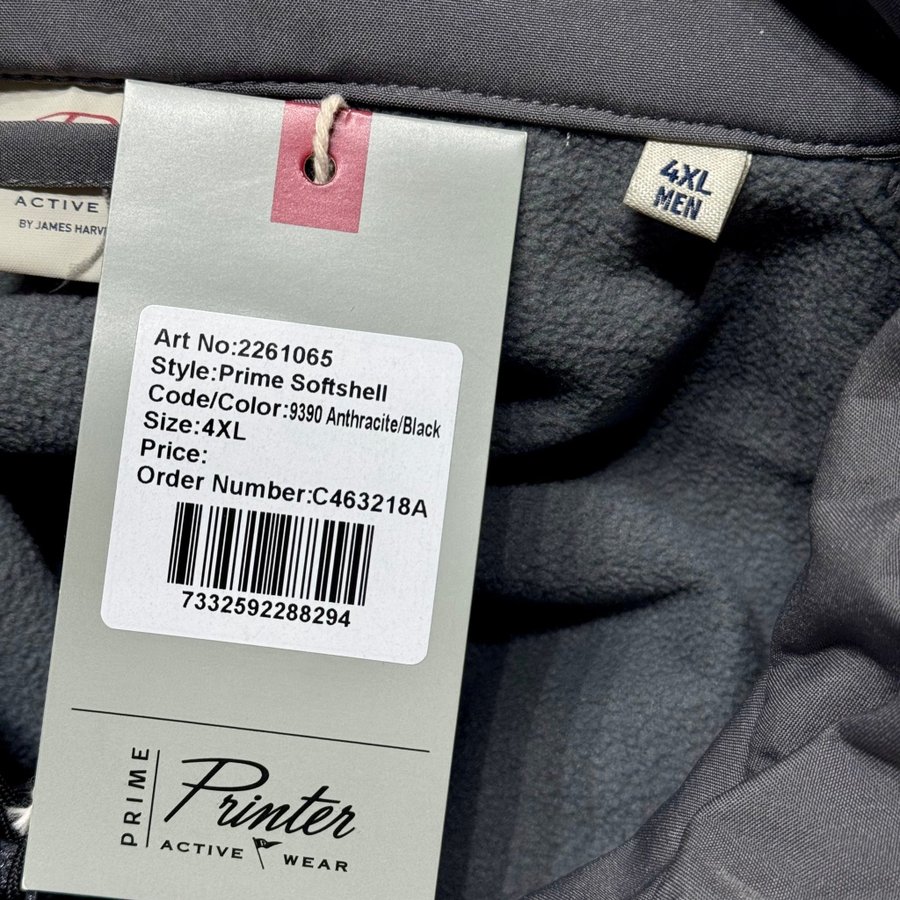 ACTIVE
BY JAMES
4XL
MEN
Art No:2261065
Style:Prime Softshell
Code/Color:9390 Anthracite/Black
Size:4XL
Price:
Order Number:C463218A
7332592288294
PRIME
Printer
ACTIVE WEAR